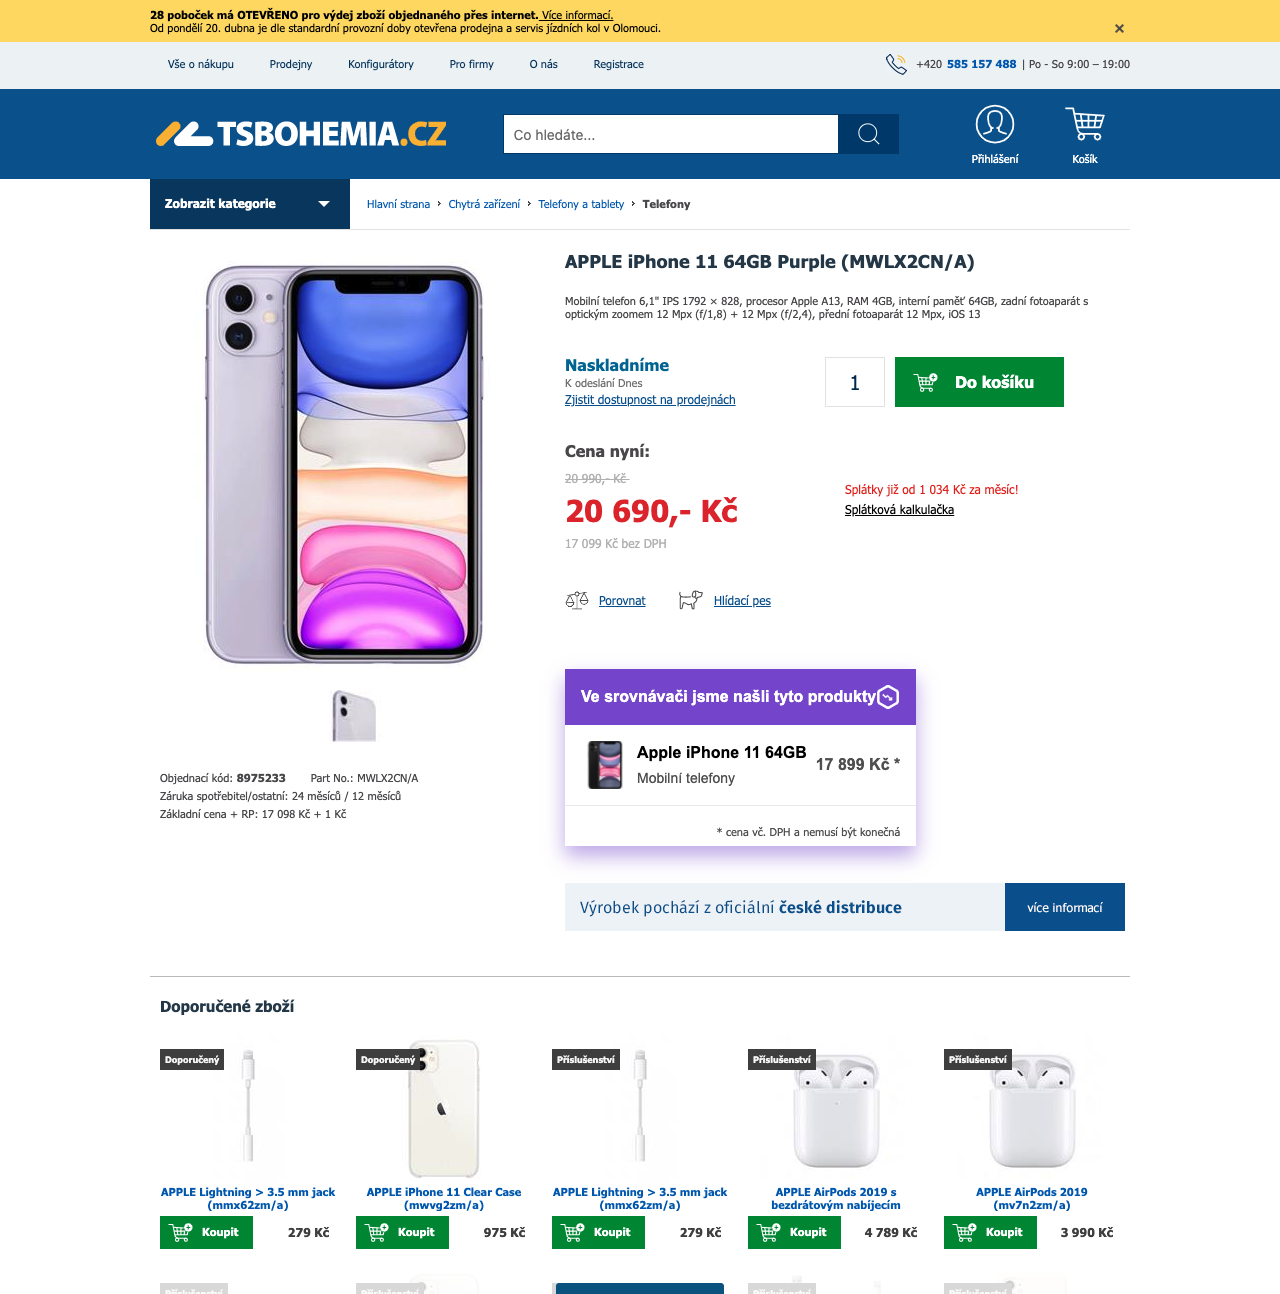 28 poboček má OTEVŘENO pro výdej zboží objednaného přes internet. Více informací.
Od pondělí 20. dubna je dle standardní provozní doby otevřena prodejna a servis jízdních kol v Olomouci.
×
Vše o nákupu Prodejny Konfigurátory Pro firmy O nás Registrace
+420 585 157 488 | Po - So 9:00 – 19:00
TSBOHEMIA.CZ
Co hledáte...
Přihlášení
Košík
Zobrazit kategorie
Hlavní strana › Chytrá zařízení › Telefony a tablety › Telefony
APPLE iPhone 11 64GB Purple (MWLX2CN/A)
Mobilní telefon 6,1" IPS 1792 × 828, procesor Apple A13, RAM 4GB, interní paměť 64GB, zadní fotoaparát s
optickým zoomem 12 Mpx (f/1,8) + 12 Mpx (f/2,4), přední fotoaparát 12 Mpx, iOS 13
Naskladníme
K odeslání Dnes
Zjistit dostupnost na prodejnách
1
Do košíku
Cena nyní:
20 990,- Kč
20 690,- Kč
17 099 Kč bez DPH
Splátky již od 1 034 Kč za měsíc!
Splátková kalkulačka
Porovnat
Hlídací pes
Ve srovnávači jsme našli tyto produkty
Apple iPhone 11 64GB
Mobilní telefony
17 899 Kč *
* cena vč. DPH a nemusí být konečná
Objednací kód: 8975233 Part No.: MWLX2CN/A
Záruka spotřebitel/ostatní: 24 měsíců / 12 měsíců
Základní cena + RP: 17 098 Kč + 1 Kč
Výrobek pochází z oficiální české distribuce
více informací
Doporučené zboží
Doporučený
APPLE Lightning > 3.5 mm jack
(mmx62zm/a)
Koupit 279 Kč
Doporučený
APPLE iPhone 11 Clear Case
(mwvg2zm/a)
Koupit 975 Kč
Příslušenství
APPLE Lightning > 3.5 mm jack
(mmx62zm/a)
Koupit 279 Kč
Příslušenství
APPLE AirPods 2019 s
bezdrátovým nabíjecím
Koupit 4 789 Kč
Příslušenství
APPLE AirPods 2019
(mv7n2zm/a)
Koupit 3 990 Kč